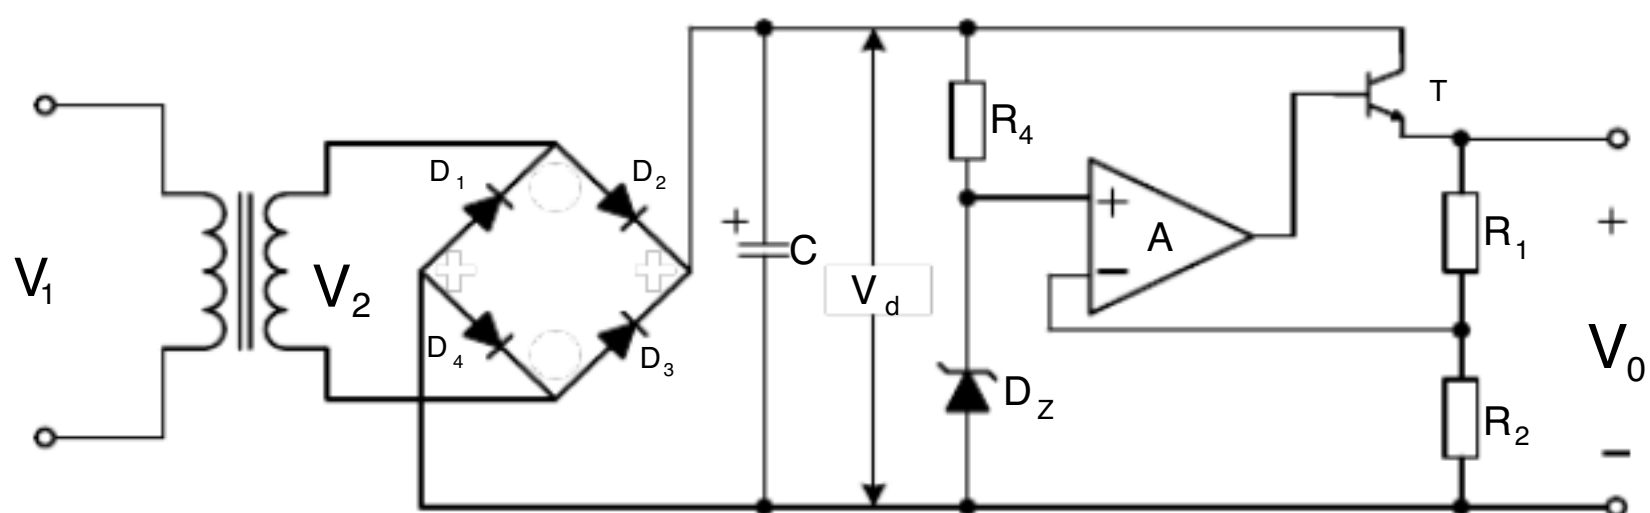 V1
V2
D1
D2
D4
D3
+
C
Vd
R4
DZ
+
A
−
T
R1
R2
+
V0
−